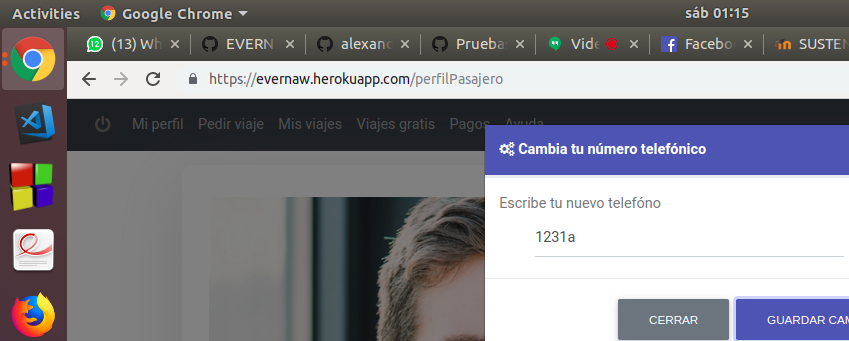 Activities Google Chrome sáb 01:15
(13) Wh EVERN alexand Prueba Vide Facebo SUSTEN
https://evernaw.herokuapp.com/perfilPasajero
Mi perfil Pedir viaje Mis viajes Viajes gratis Pagos Ayuda
Cambia tu número telefónico
Escribe tu nuevo telefóno
1231a
CERRAR GUARDAR CAM